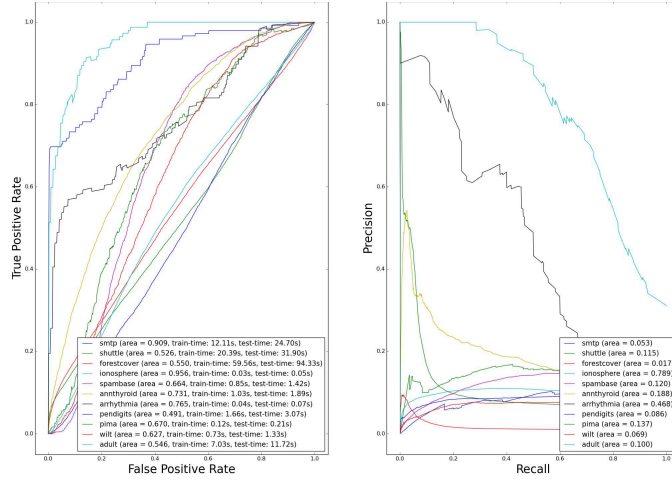 1.0
0.8
0.6
0.4
0.2
0.0
True Positive Rate
smtp (area = 0.909, train-time: 12.11s, test-time: 24.70s)
shuttle (area = 0.526, train-time: 20.39s, test-time: 31.90s)
forestcover (area = 0.550, train-time: 59.56s, test-time: 94.33s)
ionosphere (area = 0.956, train-time: 0.03s, test-time: 0.05s)
spambase (area = 0.664, train-time: 0.85s, test-time: 1.42s)
annthyroid (area = 0.731, train-time: 1.03s, test-time: 1.89s)
arrhythmia (area = 0.765, train-time: 0.04s, test-time: 0.07s)
pendigits (area = 0.491, train-time: 1.66s, test-time: 3.07s)
pima (area = 0.670, train-time: 0.12s, test-time: 0.21s)
wilt (area = 0.627, train-time: 0.73s, test-time: 1.33s)
adult (area = 0.546, train-time: 7.03s, test-time: 11.72s)
0.0 0.2 0.4 0.6 0.8 1.0
False Positive Rate
1.0
0.8
0.6
0.4
0.2
0.0
Precision
smtp (area = 0.053)
shuttle (area = 0.115)
forestcover (area = 0.017)
ionosphere (area = 0.789)
spambase (area = 0.120)
annthyroid (area = 0.188)
arrhythmia (area = 0.468)
pendigits (area = 0.086)
pima (area = 0.137)
wilt (area = 0.069)
adult (area = 0.100)
0.0 0.2 0.4 0.6 0.8 1.0
Recall